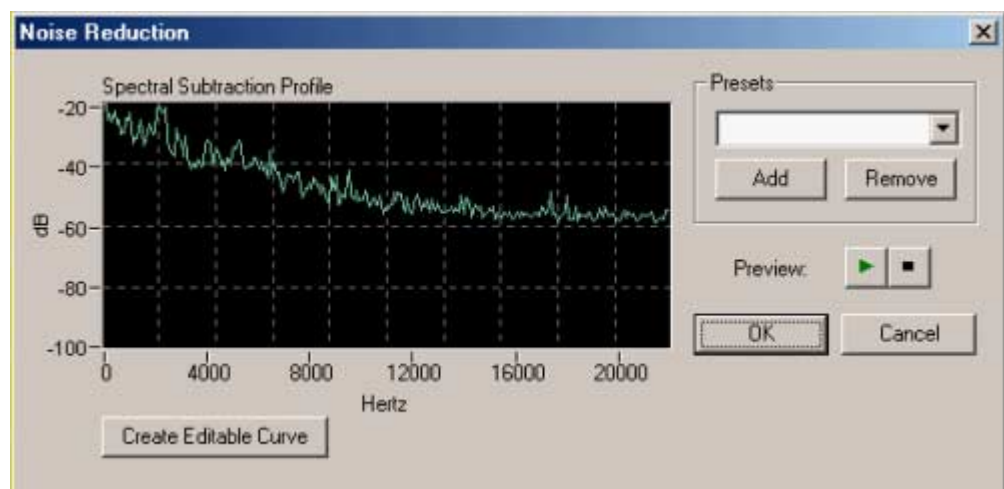 Noise Reduction
Spectral Subtraction Profile
-20
-40
-60
-80
-100
dB
0 4000 8000 12000 16000 20000
Hertz
Create Editable Curve
Presets
Add Remove
Preview:
OK Cancel